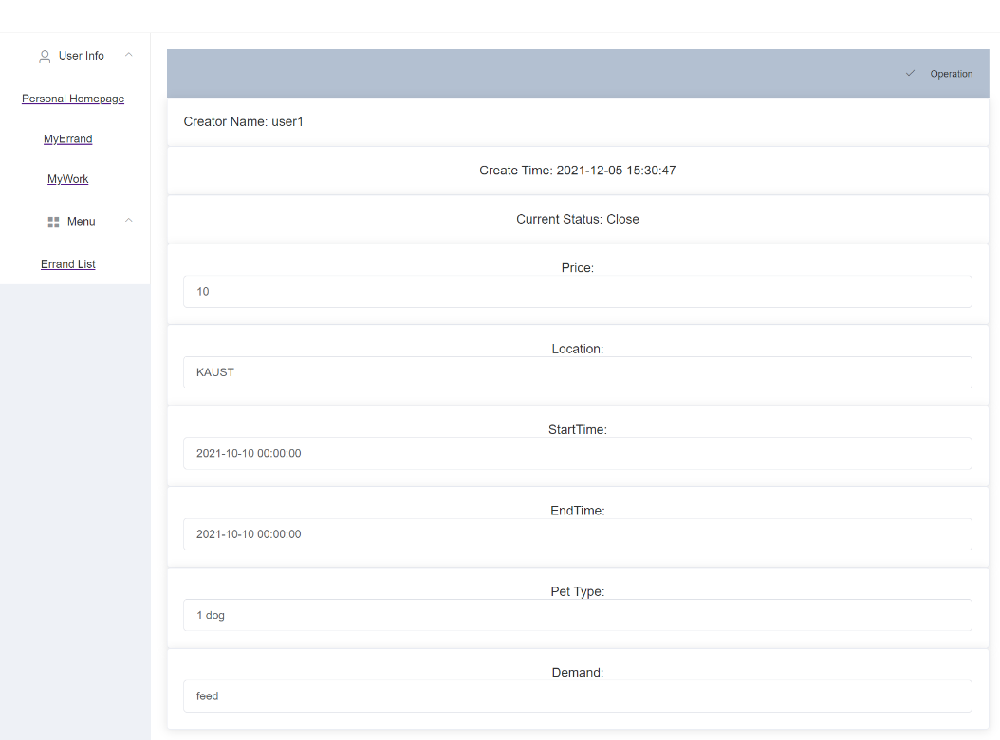 User Info
Personal Homepage
MyErrand
MyWork
Menu
Errand List
Operation
Creator Name: user1
Create Time: 2021-12-05 15:30:47
Current Status: Close
Price:
10
Location:
KAUST
StartTime:
2021-10-10 00:00:00
EndTime:
2021-10-10 00:00:00
Pet Type:
1 dog
Demand:
feed